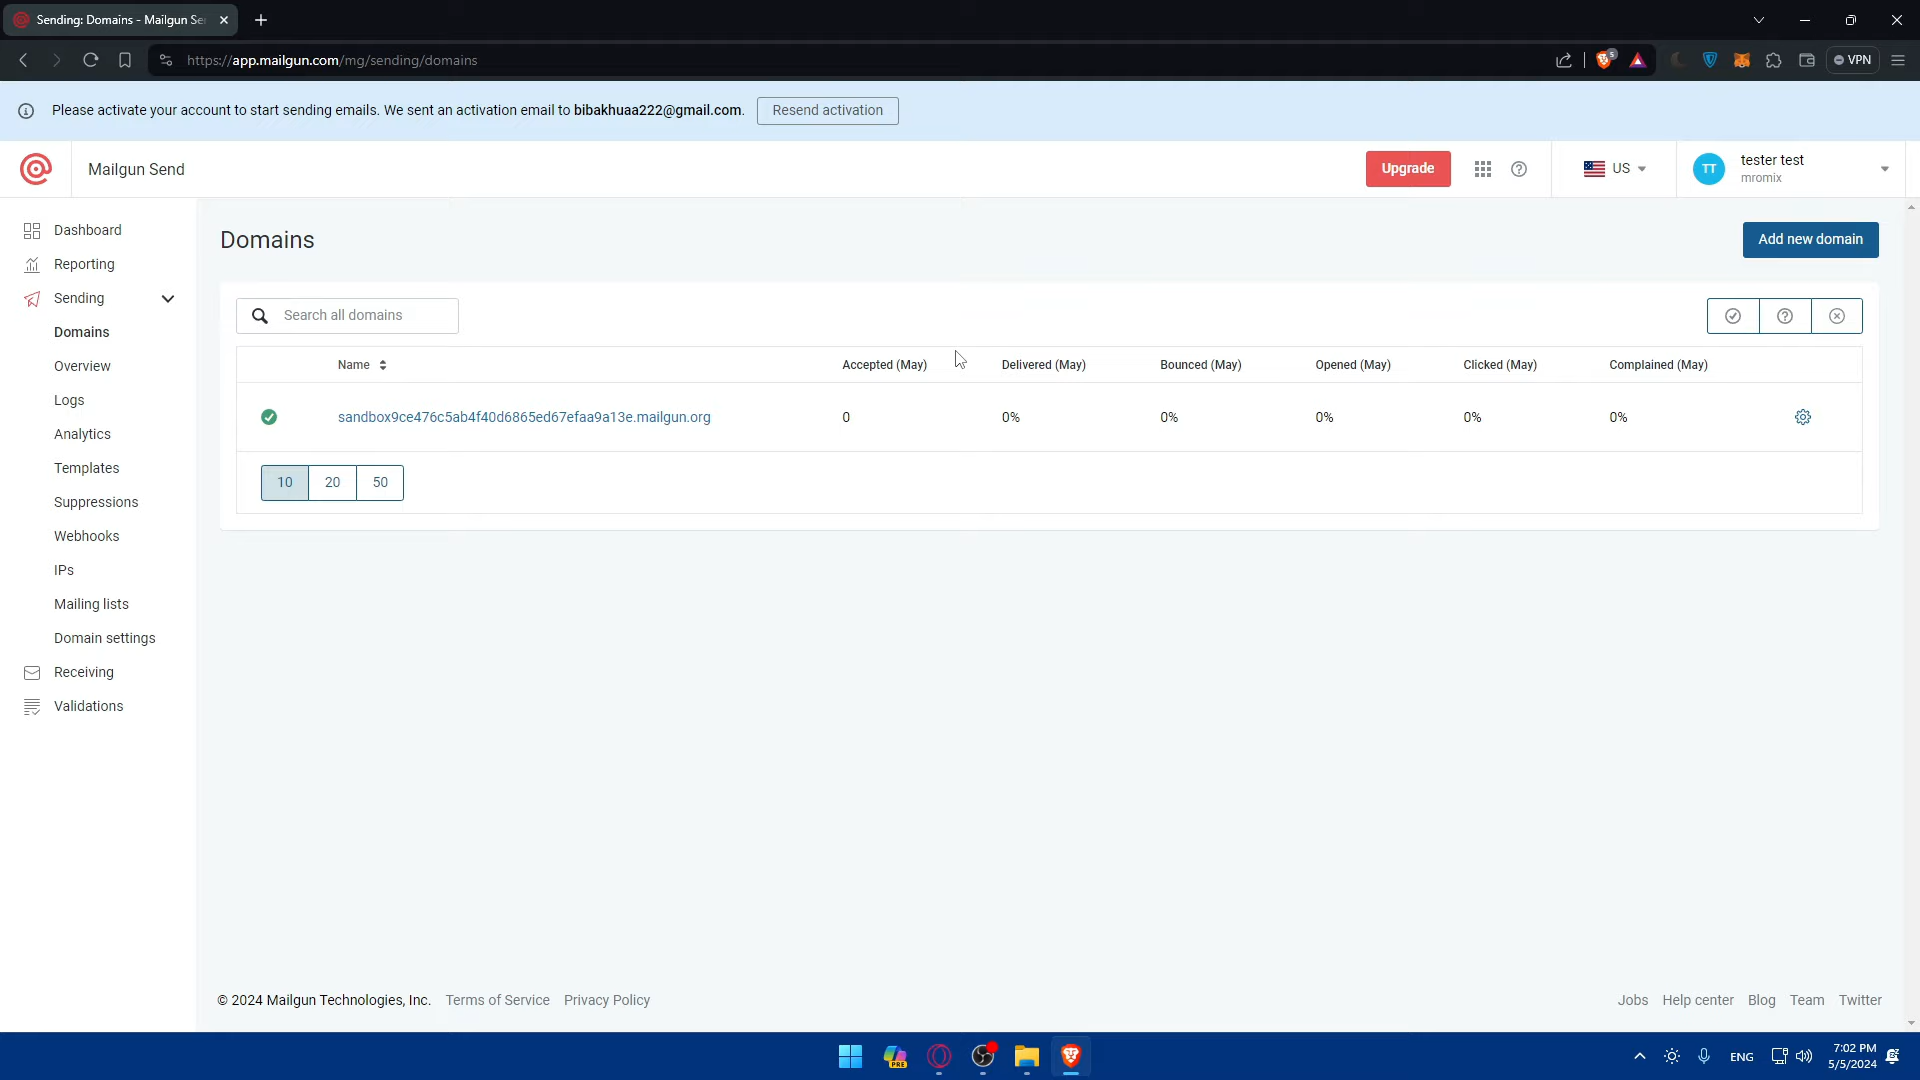 Sending: Domains - Mailgun Se
https://app.mailgun.com/mg/sending/domains
5
VPN
Please activate your account to start sending emails. We sent an activation email to bibakhuaa222@gmail.com. Resend activation
Mailgun Send
Upgrade
US
TT
tester test
mromix
Dashboard
Reporting
Sending
Domains
Overview
Logs
Analytics
Templates
Suppressions
Webhooks
IPs
Mailing lists
Domain settings
Receiving
Validations
Domains
Add new domain
Search all domains
Name Accepted (May) Delivered (May) Bounced (May) Opened (May) Clicked (May) Complained (May)
sandbox9ce476c5ab4f40d6865ed67efaa9a13e.mailgun.org 0 0% 0% 0% 0% 0%
10 20 50
© 2024 Mailgun Technologies, Inc. Terms of Service Privacy Policy
Jobs Help center Blog Team Twitter
PRE
ENG
7:02 PM
5/5/2024